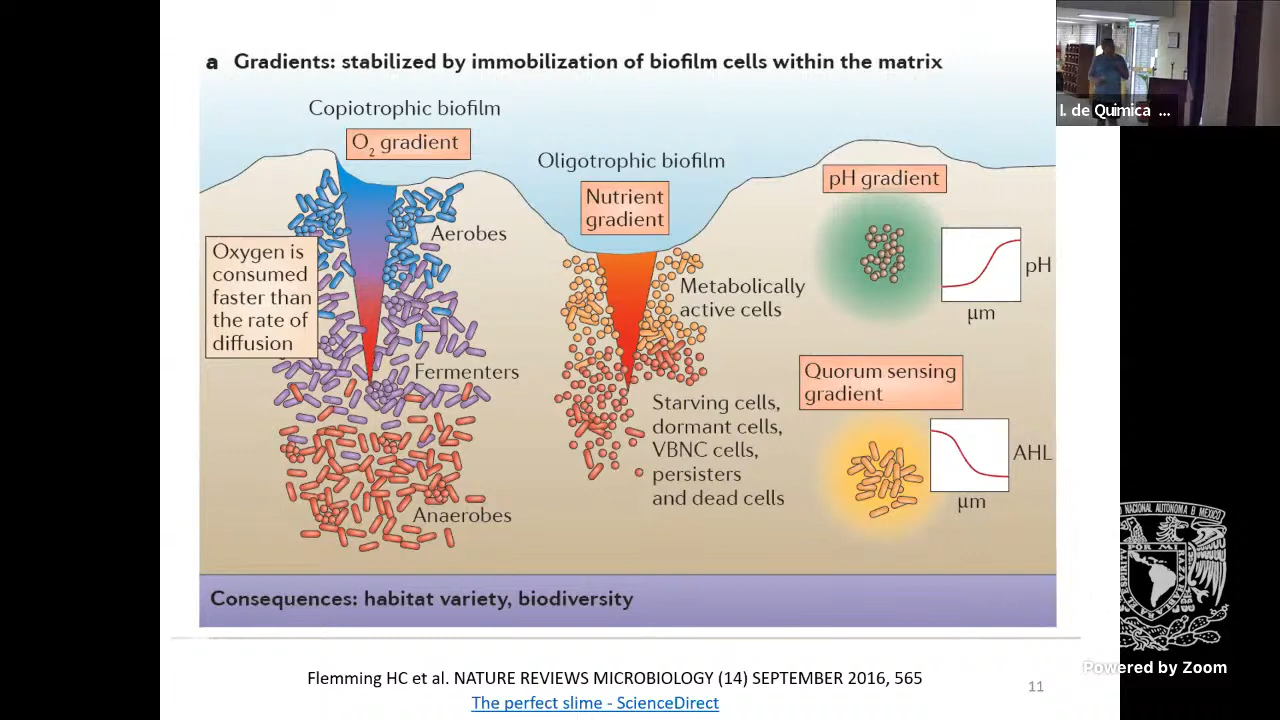 a Gradients: stabilized by immobilization of biofilm cells within the matrix
Copiotrophic biofilm
O₂ gradient
Oligotrophic biofilm
Nutrient
gradient
pH gradient
Aerobes
Oxygen is
consumed
faster than
the rate of
diffusion
Metabolically
active cells
pH
µm
Fermenters
Quorum sensing
gradient
Starving cells,
dormant cells,
VBNC cells,
persisters
and dead cells
AHL
µm
Anaerobes
Consequences: habitat variety, biodiversity
Flemming HC et al. NATURE REVIEWS MICROBIOLOGY (14) SEPTEMBER 2016, 565
The perfect slime - ScienceDirect
11
I. de Quimica ...
NACIONAL AUTONOMA
POR MI
Powered by Zoom